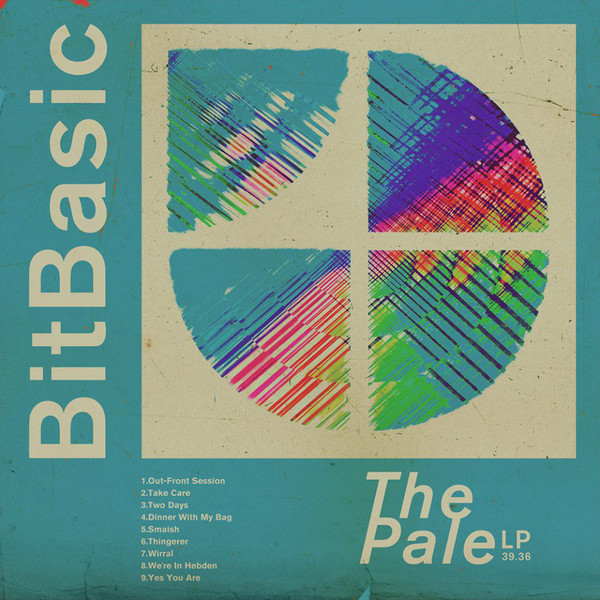 BitBasic
1.Out-Front Session
2.Take Care
3.Two Days
4.Dinner With My Bag
5.Smaish
6.Thingerer
7.Wirral
8.We're In Hebden
9.Yes You Are
The
Pale LP
39.36